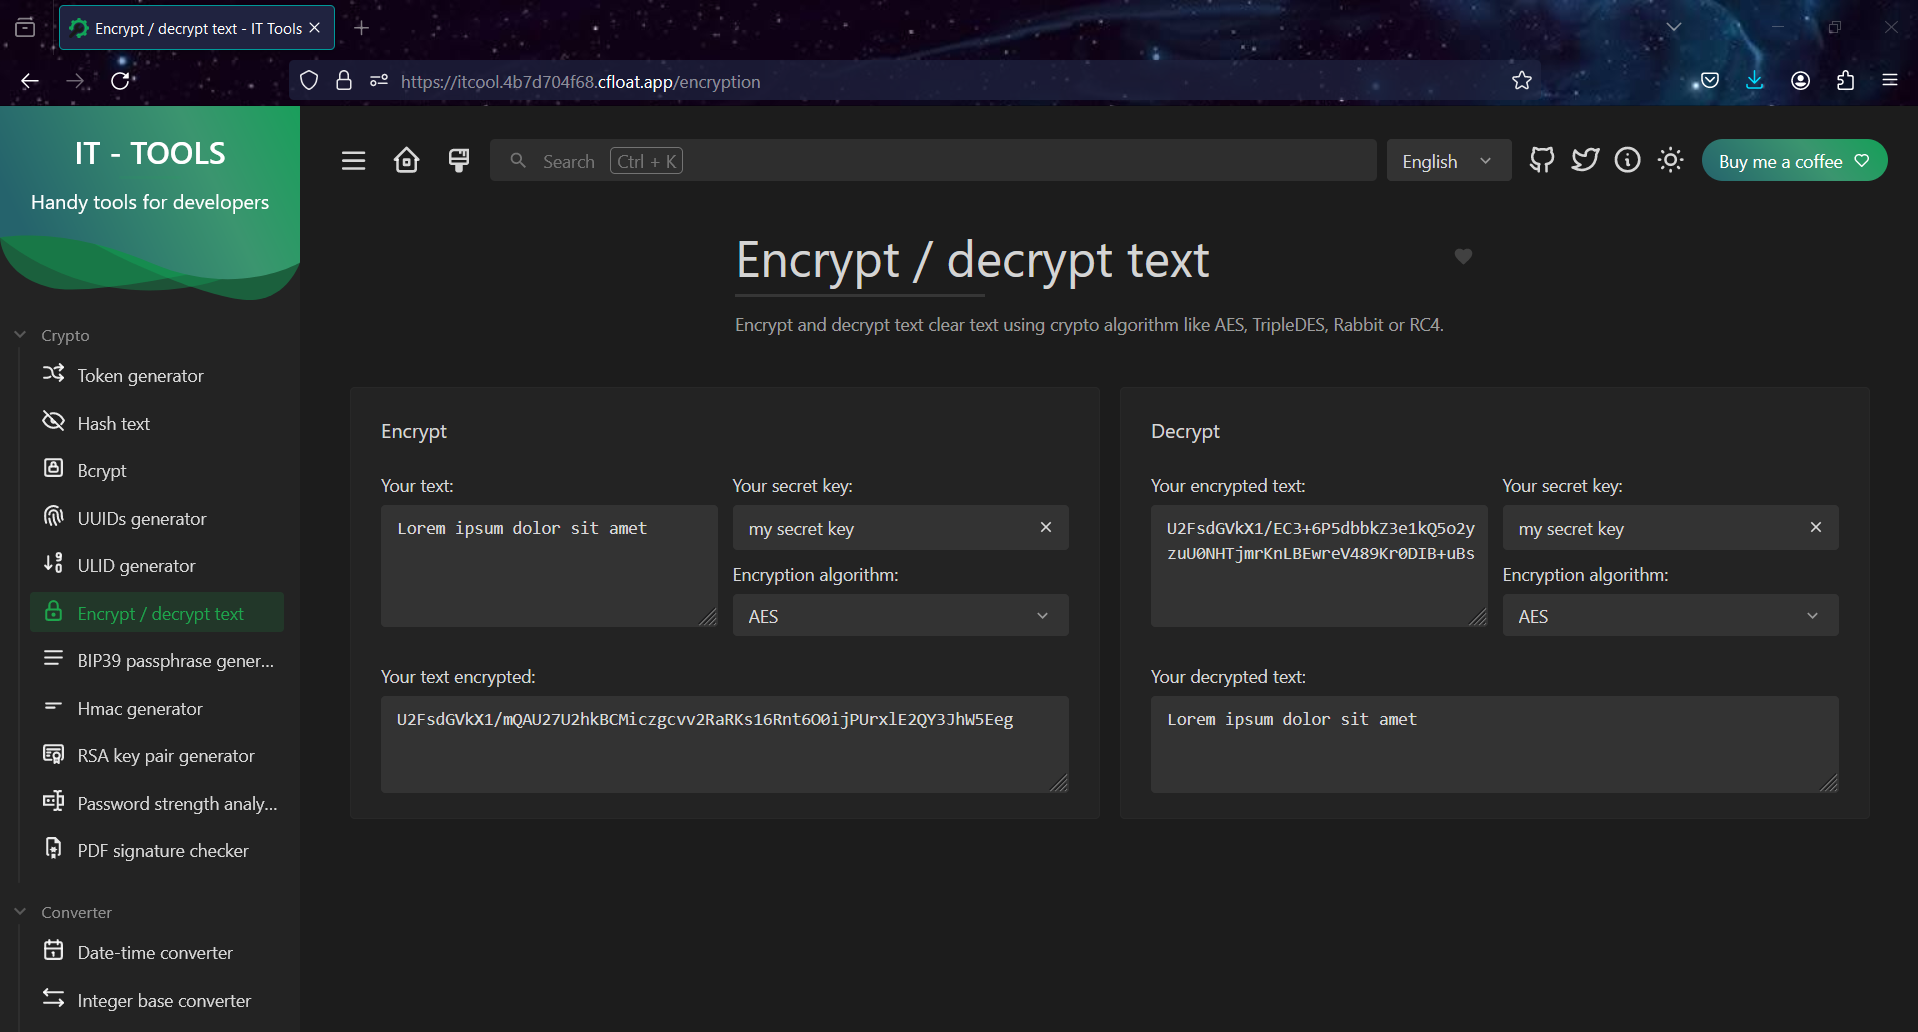 Encrypt / decrypt text - IT Tools
https://itcool.4b7d704f68.cfloat.app/encryption
IT - TOOLS
Handy tools for developers
Search Ctrl + K
English
Buy me a coffee
Encrypt / decrypt text
Encrypt and decrypt text clear text using crypto algorithm like AES, TripleDES, Rabbit or RC4.
Crypto
Token generator
Hash text
Bcrypt
UUIDs generator
ULID generator
Encrypt / decrypt text
BIP39 passphrase gener...
Hmac generator
RSA key pair generator
Password strength analy...
PDF signature checker
Converter
Date-time converter
Integer base converter
Encrypt
Your text:
Lorem ipsum dolor sit amet
Your secret key:
my secret key
Encryption algorithm:
AES
Your text encrypted:
U2FsdGVkX1/mQAU27U2hkBCMiczgcvv2RaRKs16Rnt6O0ijPUrxlE2QY3JhW5Eeg
Decrypt
Your encrypted text:
U2FsdGVkX1/EC3+6P5dbbkZ3e1kQ5o2y
zuU0NHTjmrKnLBEwreV489Kr0DIB+uBs
Your secret key:
my secret key
Encryption algorithm:
AES
Your decrypted text:
Lorem ipsum dolor sit amet